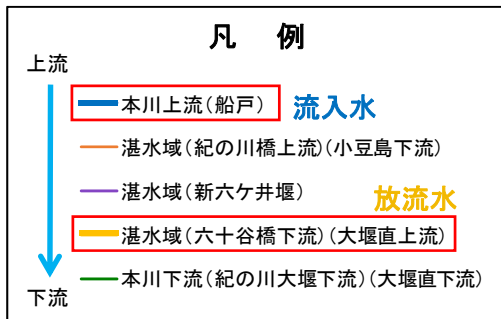 凡 例
上流
本川上流(船戸) 流入水
湛水域(紀の川橋上流)(小豆島下流)
湛水域(新六ケ井堰)
放流水
湛水域(六十谷橋下流)(大堰直上流)
本川下流(紀の川大堰下流)(大堰直下流)
下流